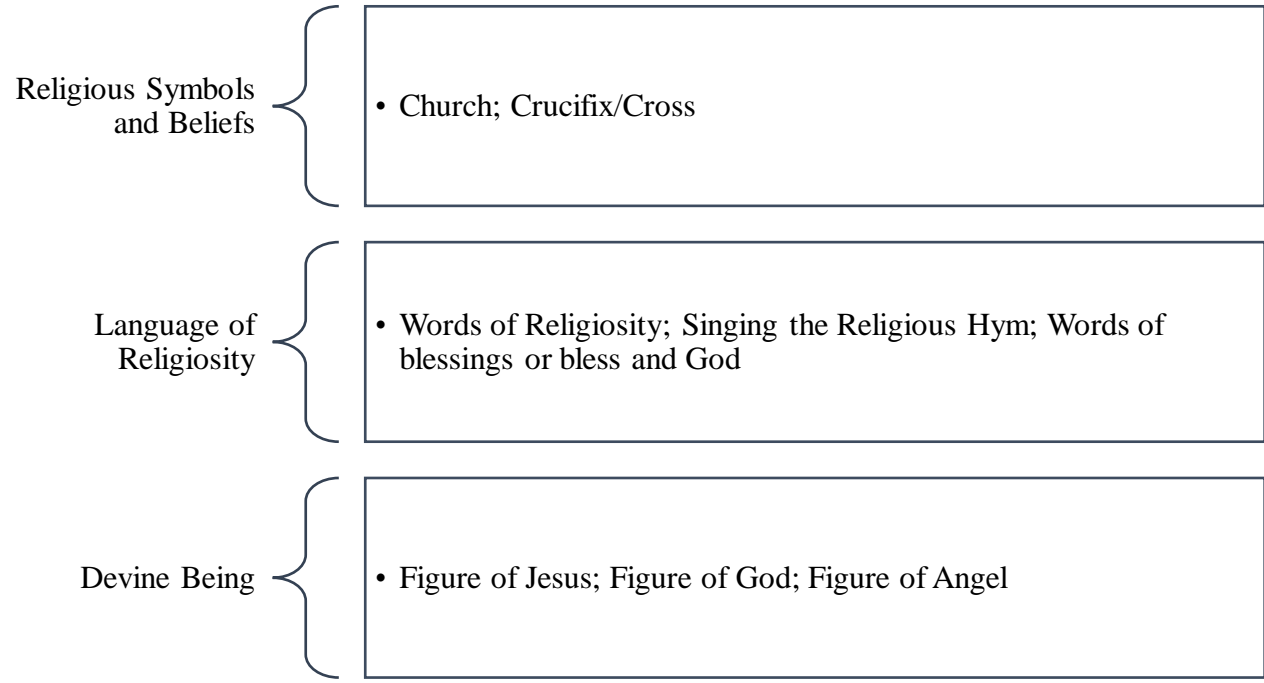 Religious Symbols
and Beliefs
• Church; Crucifix/Cross
Language of
Religiosity
• Words of Religiosity; Singing the Religious Hym; Words of
blessings or bless and God
Devine Being
• Figure of Jesus; Figure of God; Figure of Angel